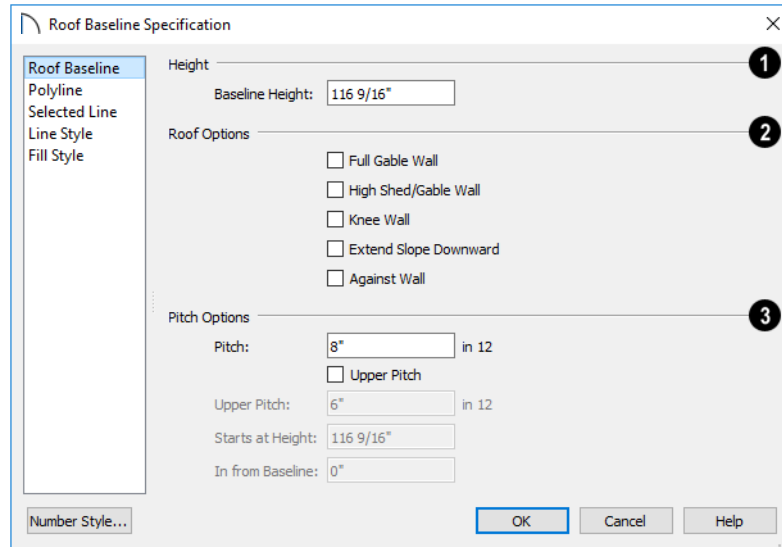 Roof Baseline Specification
Roof Baseline
Polyline
Selected Line
Line Style
Fill Style
Height 1
Baseline Height: 116 9/16"
Roof Options 2
Full Gable Wall
High Shed/Gable Wall
Knee Wall
Extend Slope Downward
Against Wall
Pitch Options 3
Pitch: 8" in 12
Upper Pitch
Upper Pitch: 6" in 12
Starts at Height: 116 9/16"
In from Baseline: 0"
Number Style... OK Cancel Help